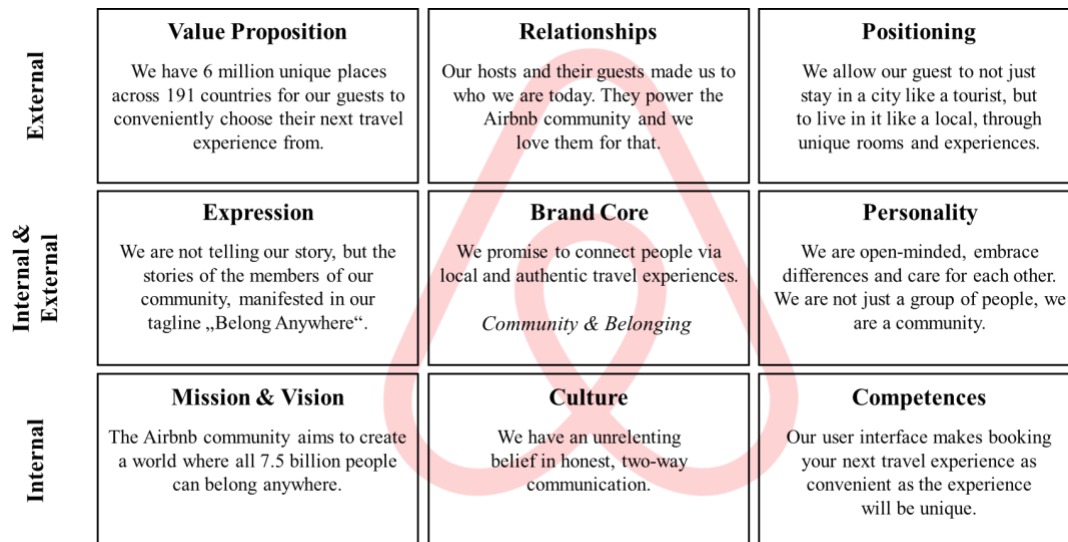 External
Value Proposition
We have 6 million unique places
across 191 countries for our guests to
conveniently choose their next travel
experience from.
Relationships
Our hosts and their guests made us to
who we are today. They power the
Airbnb community and we
love them for that.
Positioning
We allow our guest to not just
stay in a city like a tourist, but
to live in it like a local, through
unique rooms and experiences.
Internal &
External
Expression
We are not telling our story, but the
stories of the members of our
community, manifested in our
tagline „Belong Anywhere“.
Brand Core
We promise to connect people via
local and authentic travel experiences.
Community & Belonging
Personality
We are open-minded, embrace
differences and care for each other.
We are not just a group of people, we
are a community.
Internal
Mission & Vision
The Airbnb community aims to create
a world where all 7.5 billion people
can belong anywhere.
Culture
We have an unrelenting
belief in honest, two-way
communication.
Competences
Our user interface makes booking
your next travel experience as
convenient as the experience
will be unique.